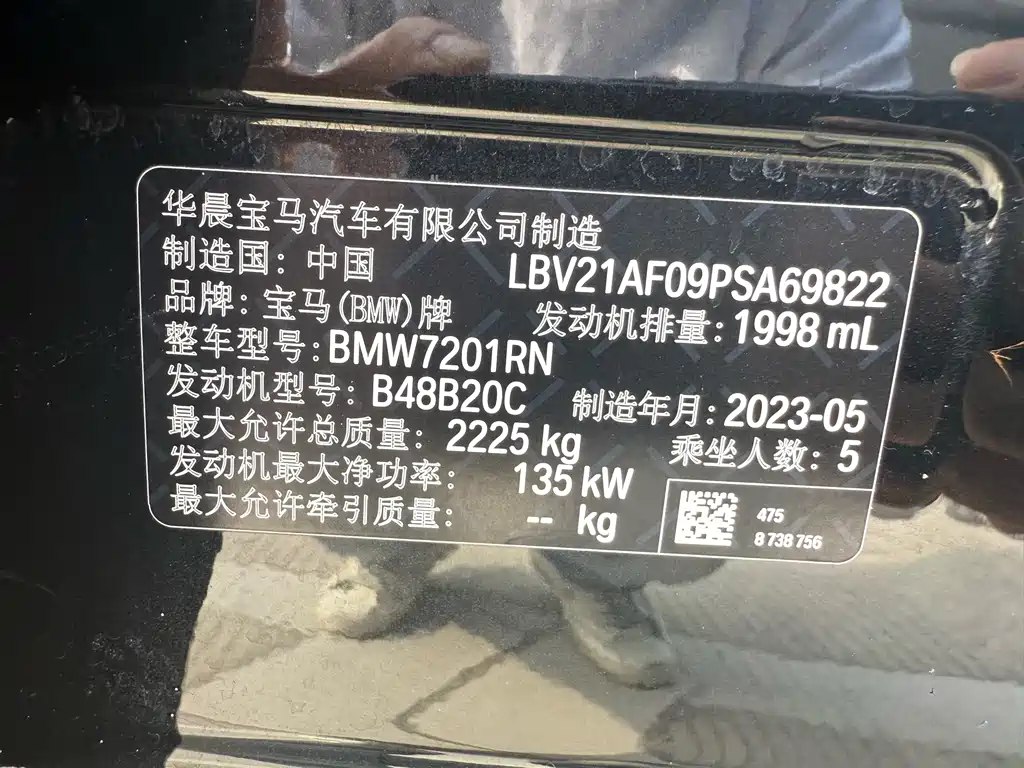 华晨宝马汽车有限公司制造
制造国：中国 LBV21AF09PSA69822
品牌：宝马(BMW)牌 发动机排量：1998 mL
整车型号：BMW7201RN
发动机型号：B48B20C 制造年月：2023-05
最大允许总质量：2225 kg 乘坐人数：5
发动机最大净功率：135 kW
最大允许牵引质量：-- kg
475
8 738 756